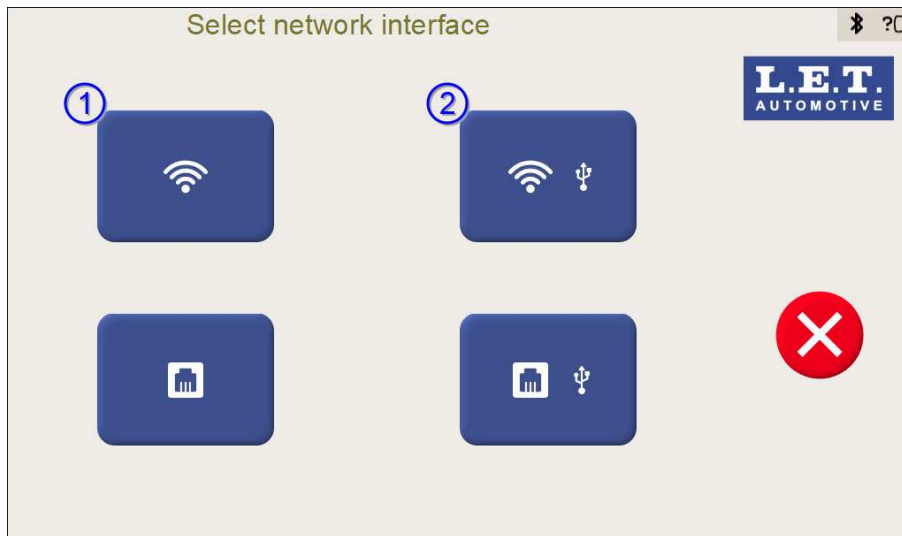 Select network interface
?
1
2
L.E.T.
AUTOMOTIVE